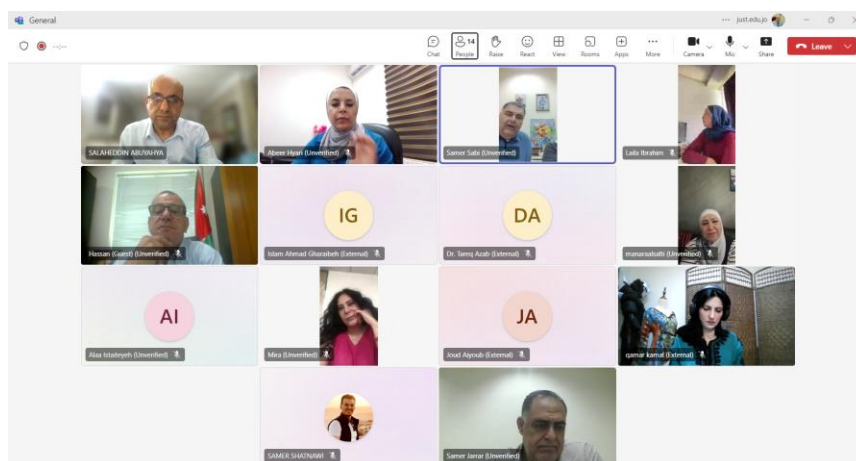 General
just.edu.jo
--:--
14
Chat
People
Raise
React
View
Rooms
Apps
More
Camera
Mic
Share
Leave
SALAHEDDIN ABUYAHYA
Abeer Hyari (Unverified)
Samer Sabi (Unverified)
Laila Ibrahim
Hassan (Guest) (Unverified)
IG
Islam Ahmad Gharaibeh (External)
DA
Dr. Tareq Azab (External)
(Unverified)
AI
Alaa Istateyeh (Unverified)
Mira (Unverified)
JA
Joud Aiyoub (External)
qamar kamal (External)
SAMER SHATNAWI
Samer Jarrar (Unverified)